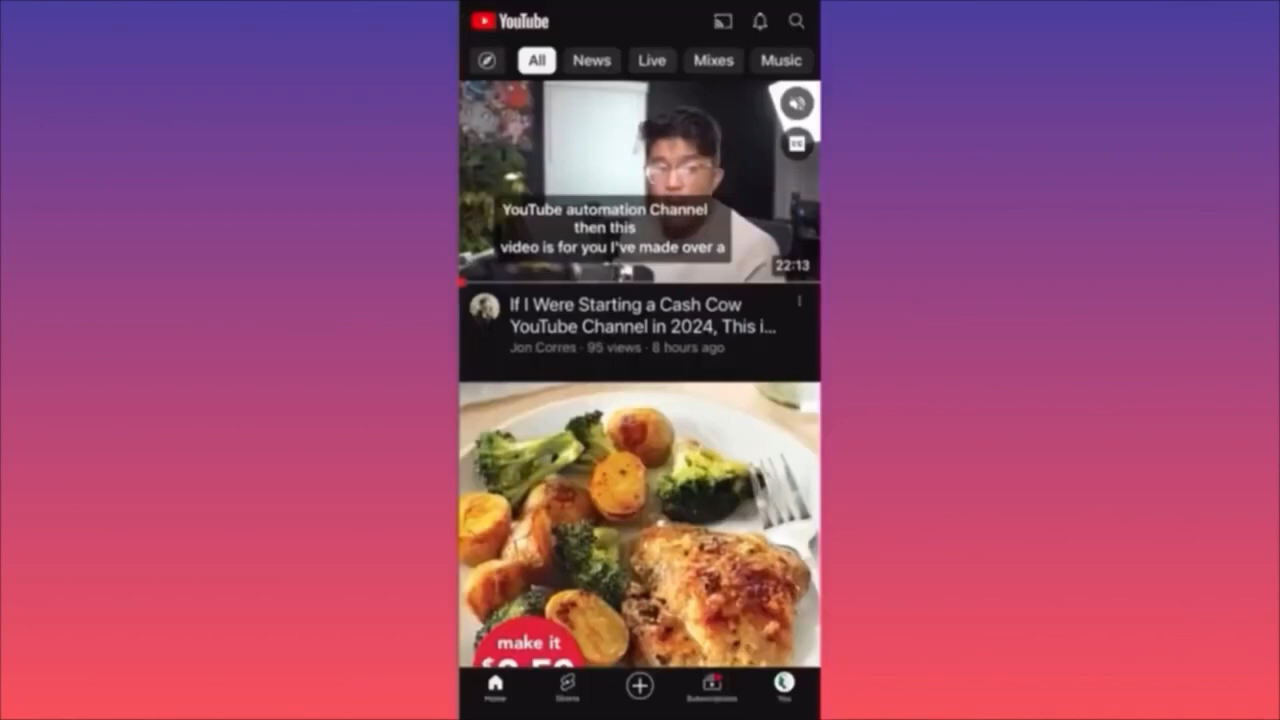 YouTube
All
News
Live
Mixes
Music
YouTube automation Channel
then this
video is for you I've made over a
22:13
If I Were Starting a Cash Cow
YouTube Channel in 2024, This i...
Jon Corres · 95 views · 8 hours ago
make it
Home
Shorts
Subscriptions
You